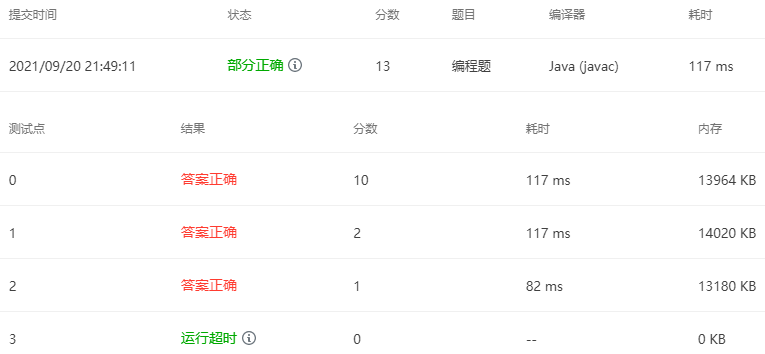 提交时间 状态 分数 题目 编译器 耗时
2021/09/20 21:49:11 部分正确 13 编程题 Java (javac) 117 ms
测试点 结果 分数 耗时 内存
0 答案正确 10 117 ms 13964 KB
1 答案正确 2 117 ms 14020 KB
2 答案正确 1 82 ms 13180 KB
3 运行超时 0 -- 0 KB